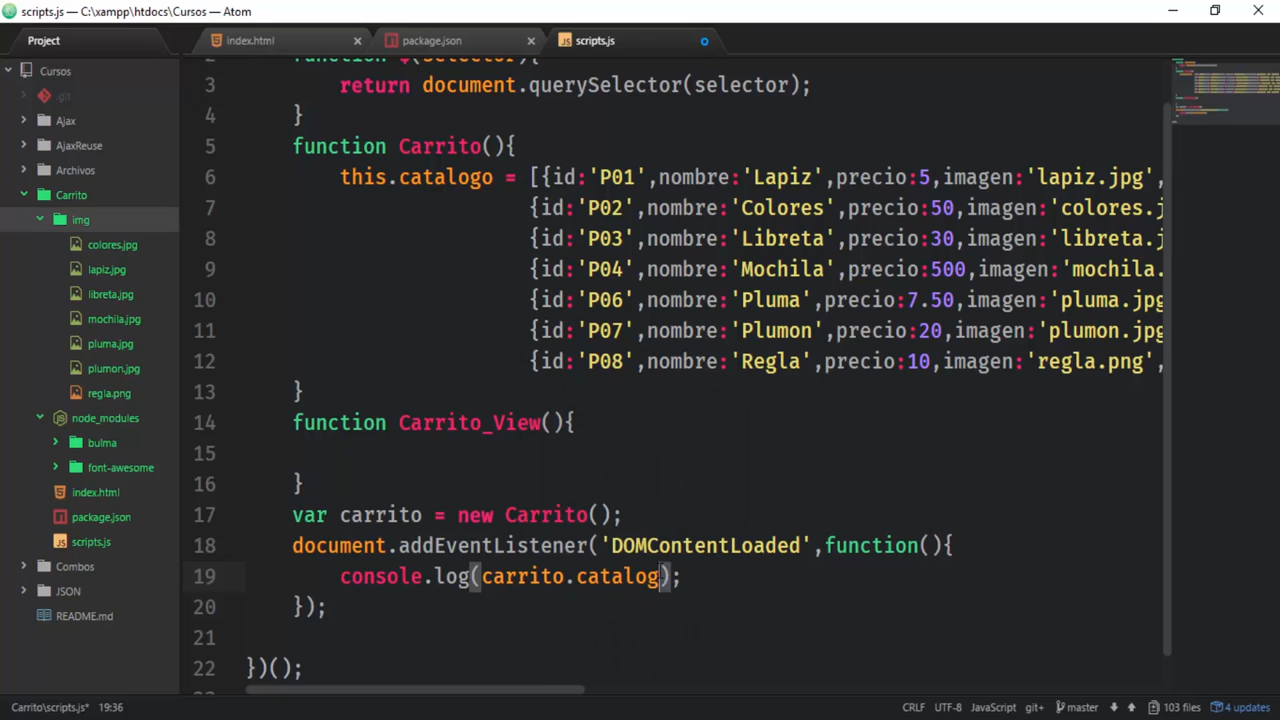 scripts.js — C:\xampp\htdocs\Cursos — Atom
Project
index.html
package.json
scripts.js
Cursos
.git
Ajax
AjaxReuse
Archivos
Carrito
img
colores.jpg
lapiz.jpg
libreta.jpg
mochila.jpg
pluma.jpg
plumon.jpg
regla.png
node_modules
bulma
font-awesome
index.html
package.json
scripts.js
Combos
JSON
README.md
2 function $(selector){
3 return document.querySelector(selector);
4 }
5 function Carrito(){
6 this.catalogo = [{id:'P01',nombre:'Lapiz',precio:5,imagen:'lapiz.jpg',
7 {id:'P02',nombre:'Colores',precio:50,imagen:'colores.j
8 {id:'P03',nombre:'Libreta',precio:30,imagen:'libreta.j
9 {id:'P04',nombre:'Mochila',precio:500,imagen:'mochila.
10 {id:'P06',nombre:'Pluma',precio:7.50,imagen:'pluma.jpg
11 {id:'P07',nombre:'Plumon',precio:20,imagen:'plumon.jpg
12 {id:'P08',nombre:'Regla',precio:10,imagen:'regla.png',
13 }
14 function Carrito_View(){
15
16 }
17 var carrito = new Carrito();
18 document.addEventListener('DOMContentLoaded',function(){
19 console.log(carrito.catalog);
20 });
21
22 })();
Carrito\scripts.js* 19:36
CRLF UTF-8 JavaScript git+ master 103 files 4 updates